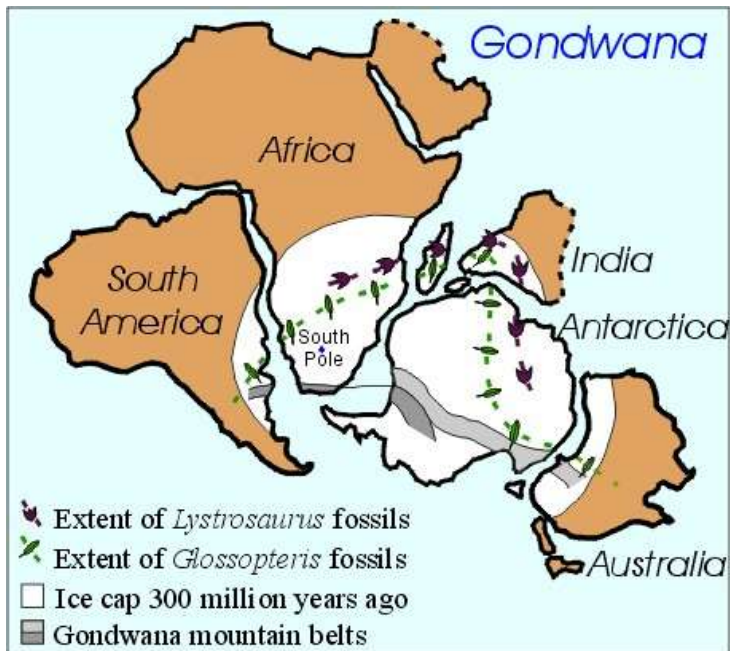 Gondwana
Africa
South
America
India
Antarctica
South
Pole
Australia
Extent of Lystrosaurus fossils
Extent of Glossopteris fossils
Ice cap 300 million years ago
Gondwana mountain belts